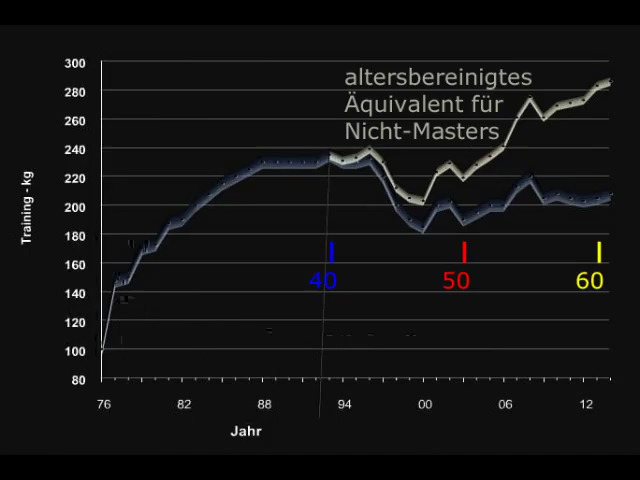 300
280
260
240
220
200
180
160
140
120
100
80
Training - kg
altersbereinigtes
Äquivalent für
Nicht-Masters
40
50
60
76 82 88 94 00 06 12
Jahr